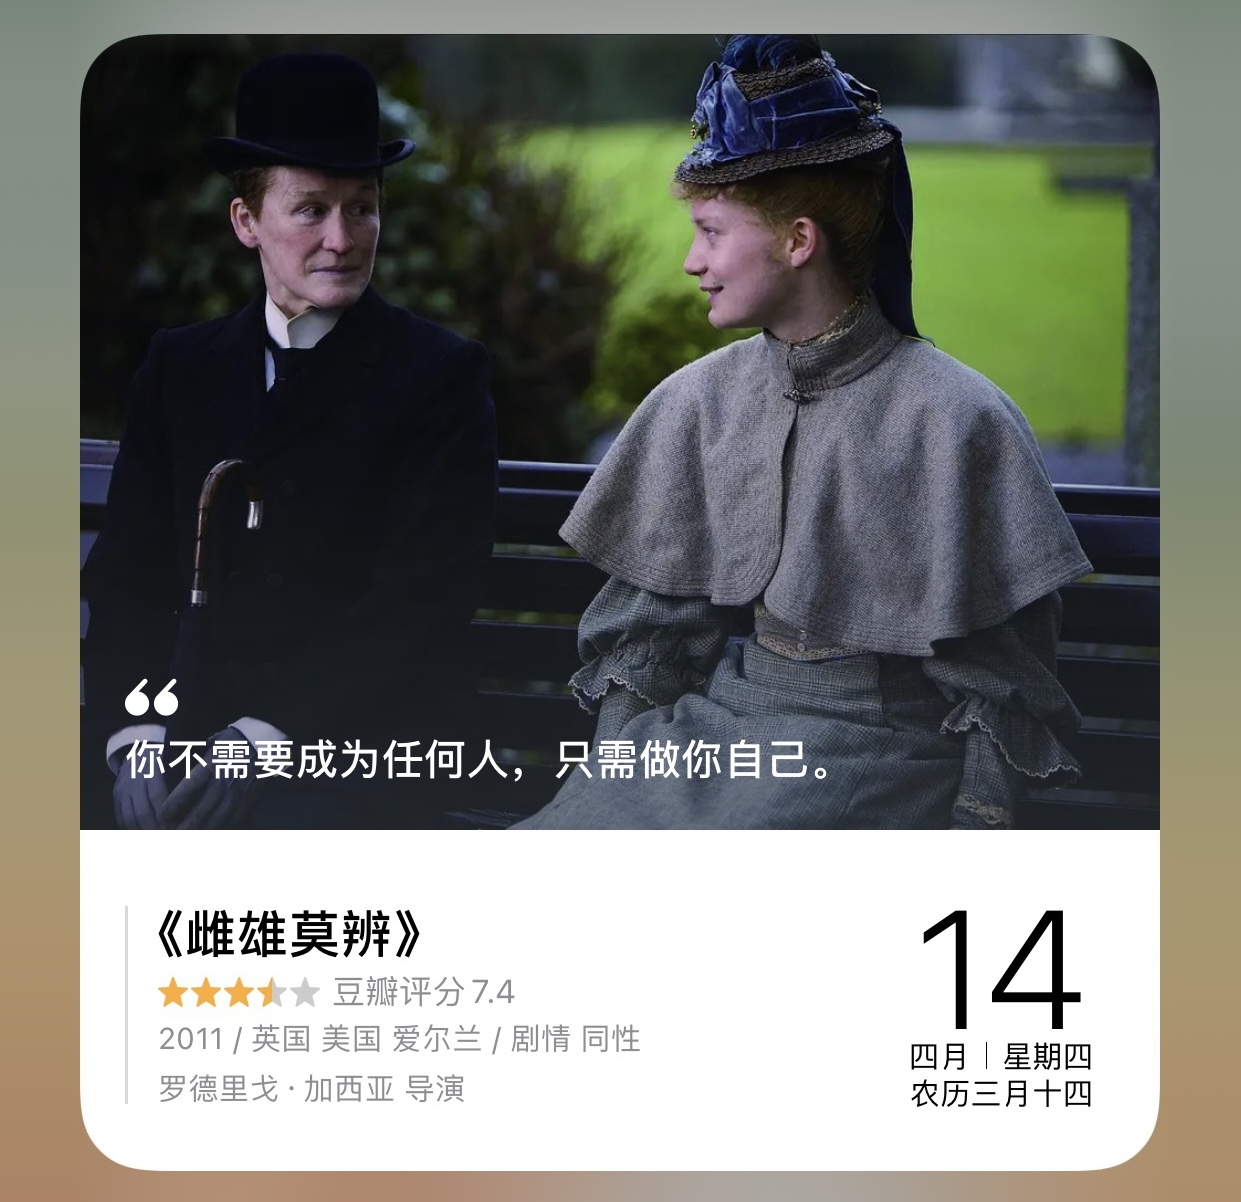 “
你不需要成为任何人，只需做你自己。
《雌雄莫辨》
豆瓣评分 7.4
2011 / 英国 美国 爱尔兰 / 剧情 同性
罗德里戈·加西亚 导演
14
四月 | 星期四
农历三月十四